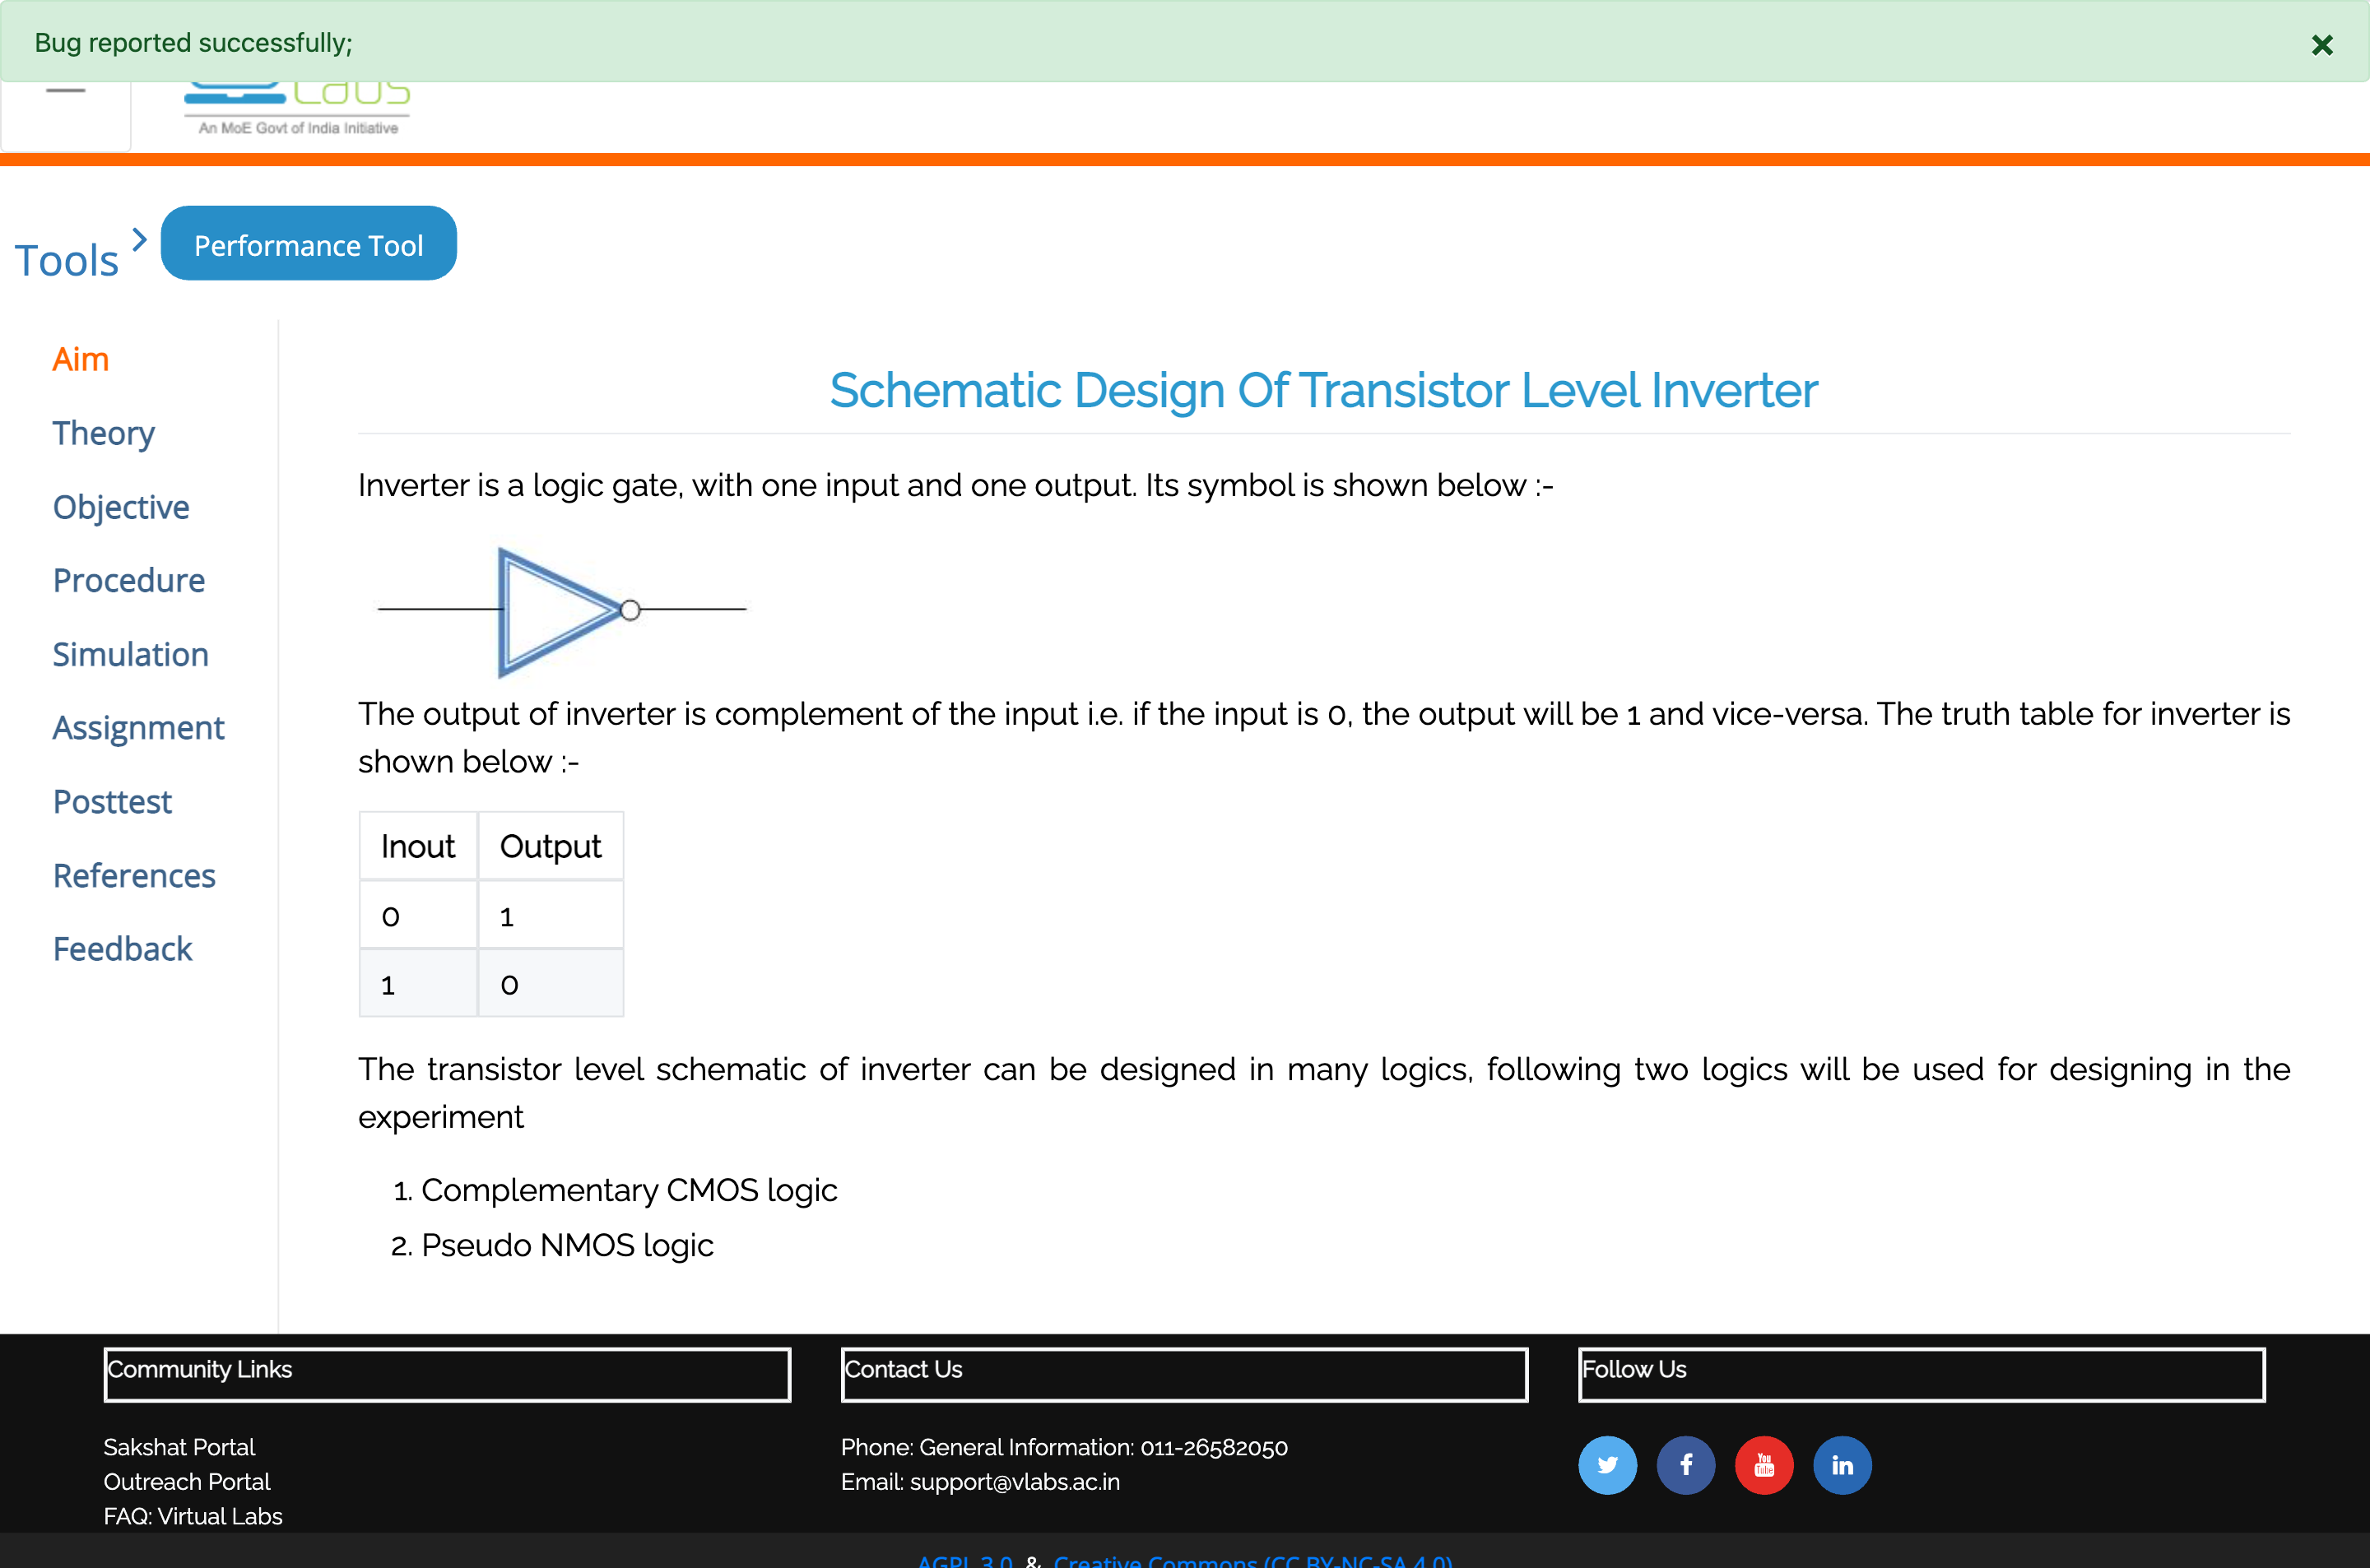 Bug reported successfully;
Labs
An MoE Govt of India Initiative
Tools
Performance Tool
Aim
Theory
Objective
Procedure
Simulation
Assignment
Posttest
References
Feedback
Schematic Design Of Transistor Level Inverter
Inverter is a logic gate, with one input and one output. Its symbol is shown below :-
The output of inverter is complement of the input i.e. if the input is 0, the output will be 1 and vice-versa. The truth table for inverter is
shown below :-
Inout Output
0 1
1 0
The transistor level schematic of inverter can be designed in many logics, following two logics will be used for designing in the
experiment
1. Complementary CMOS logic
2. Pseudo NMOS logic
Community Links
Sakshat Portal
Outreach Portal
FAQ: Virtual Labs
Contact Us
Phone: General Information: 011-26582050
Email: support@vlabs.ac.in
Follow Us
You Tube
AGPL 3.0 & Creative Commons (CC BY-NC-SA 4.0)